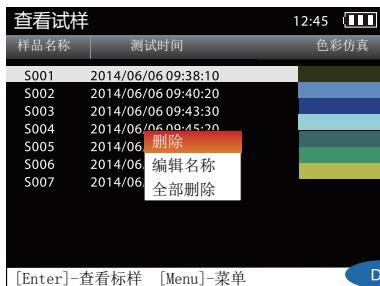 查看试样 12:45
样品名称 测试时间 色彩仿真
S001 2014/06/06 09:38:10
S002 2014/06/06 09:40:20
S003 2014/06/06 09:43:30
S004 2014/06/06 09:45:20
S005 2014/06/
S006 2014/06/
S007 2014/06/
删除
编辑名称
全部删除
[Enter]-查看标样 [Menu]-菜单
D